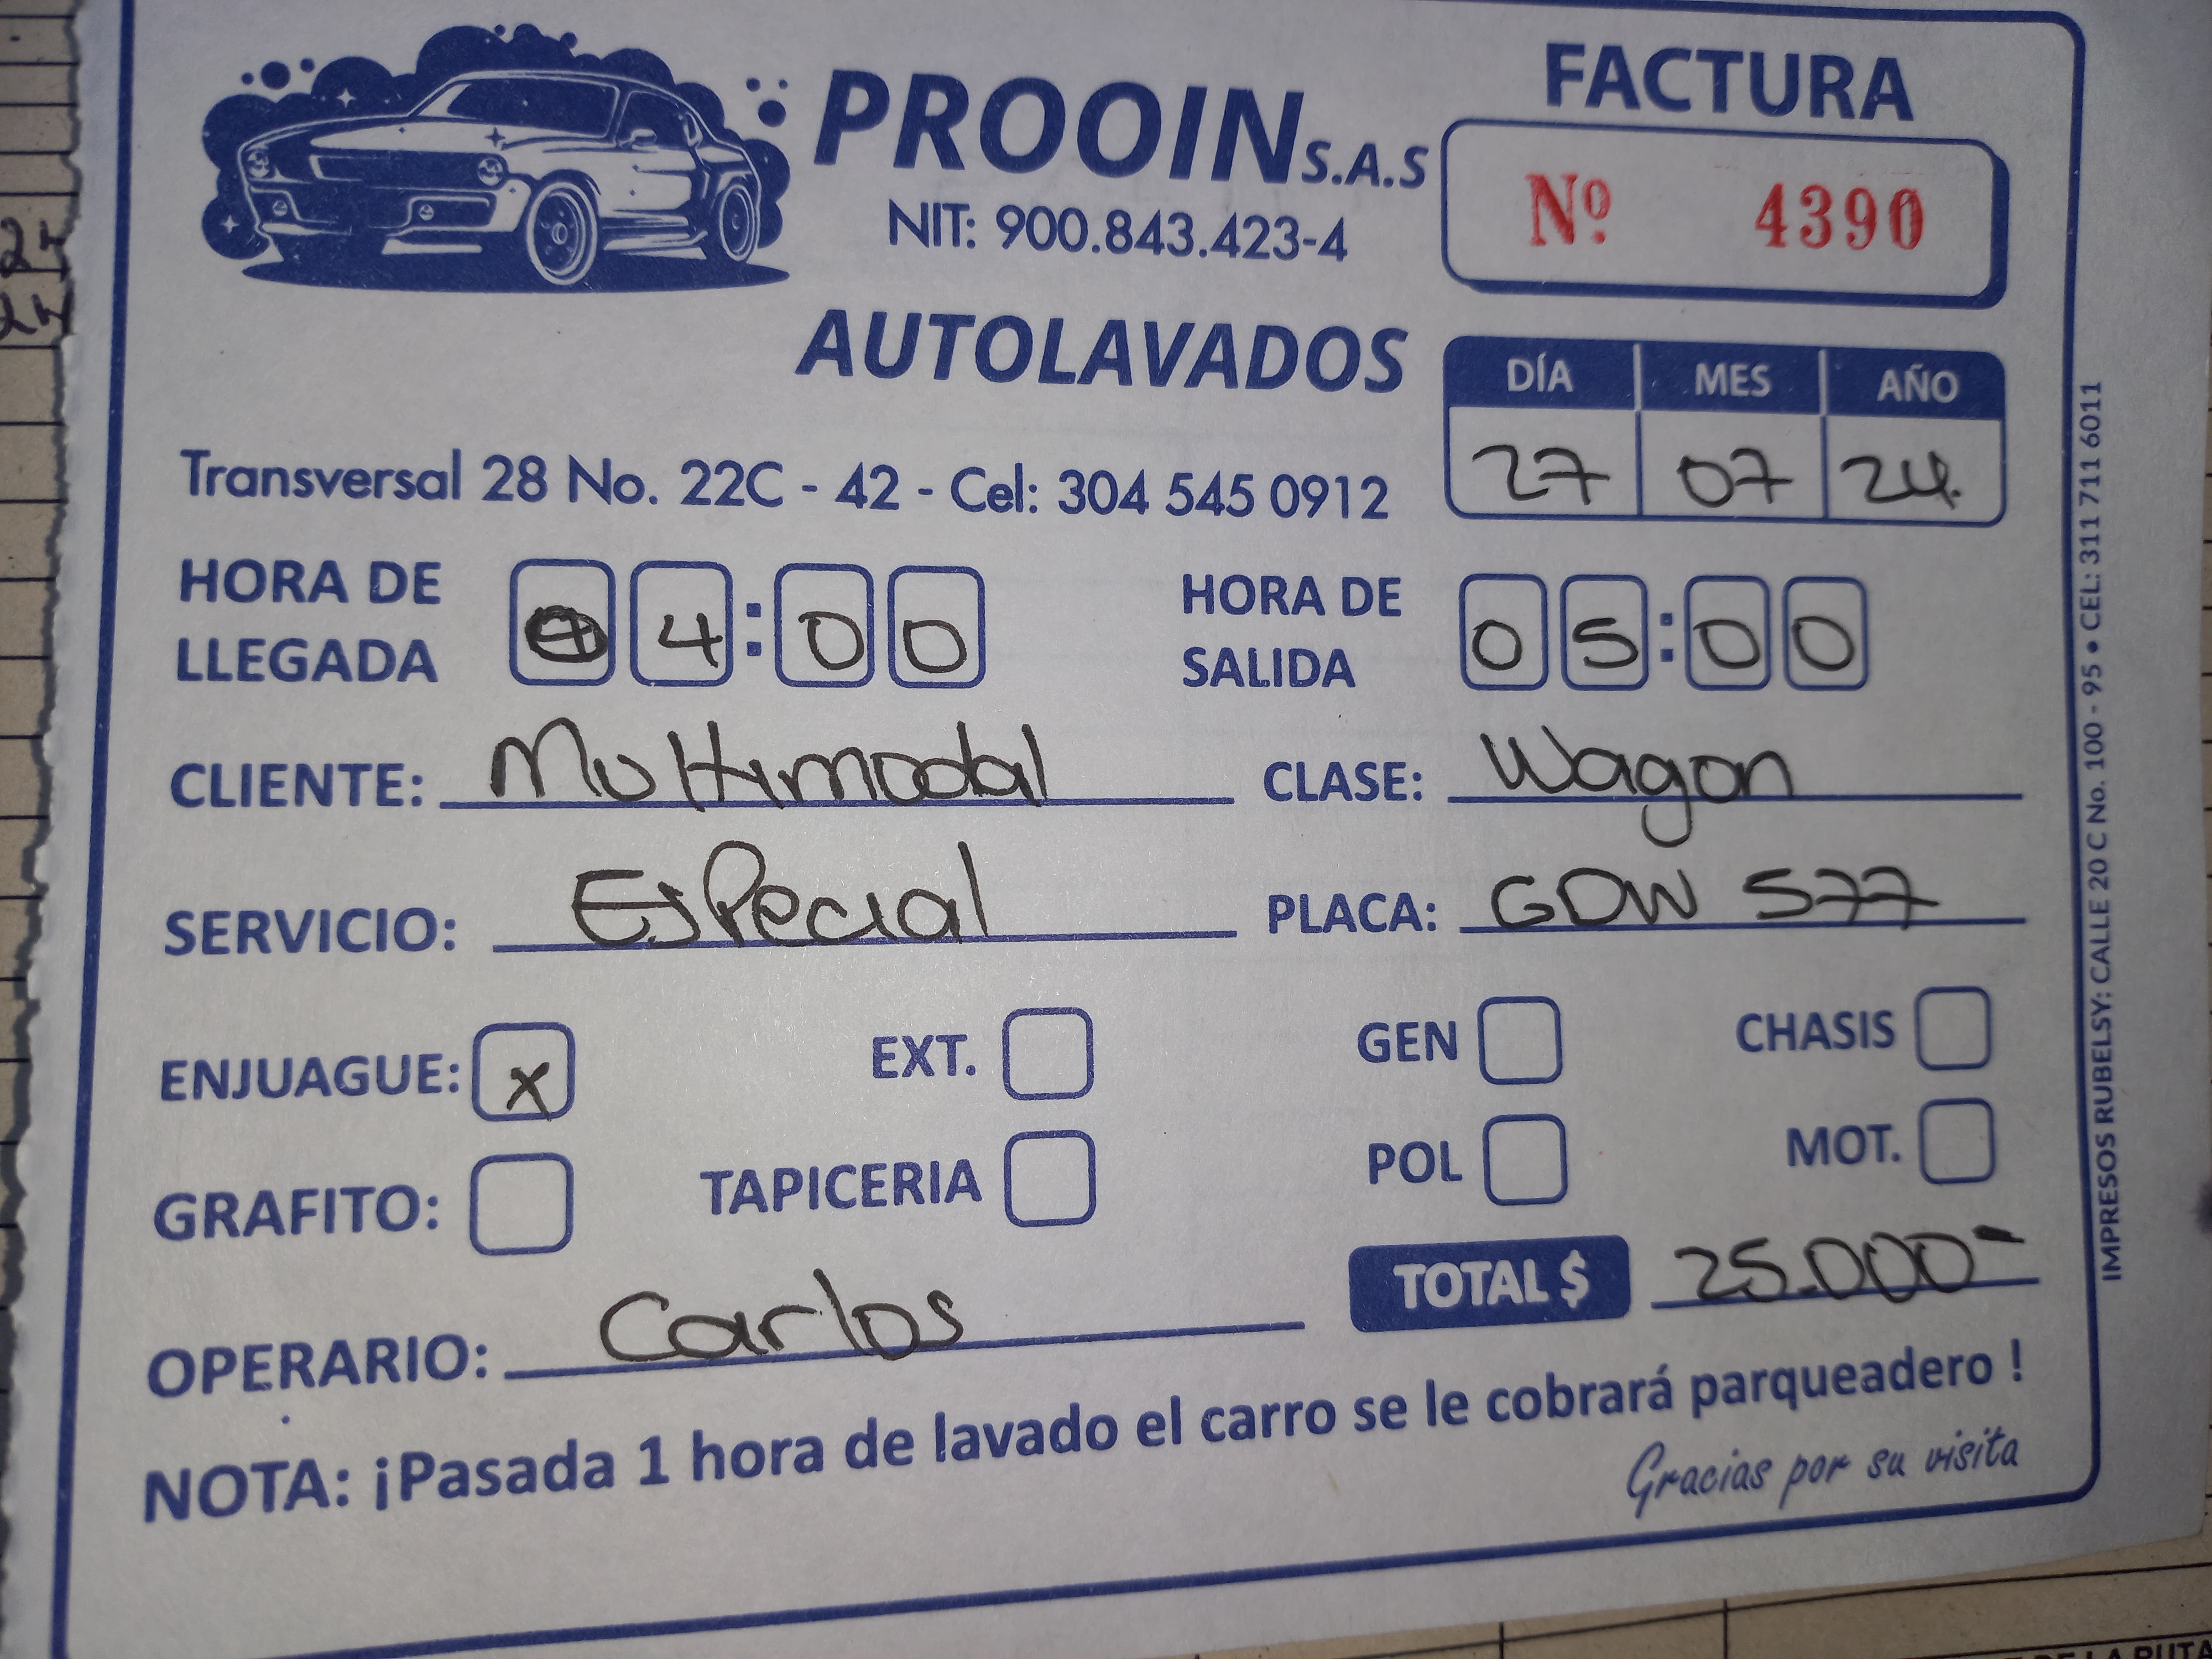 PROOIN S.A.S
NIT: 900.843.423-4
AUTOLAVADOS
FACTURA
Nº 4390
DÍA MES AÑO
27 07 24
Transversal 28 No. 22C - 42 - Cel: 304 545 0912
HORA DE LLEGADA 04:00
HORA DE SALIDA 05:00
CLIENTE: Multimodal CLASE: Wagon
SERVICIO: Especial PLACA: GDW 577
ENJUAGUE: x EXT. GEN CHASIS
GRAFITO: TAPICERIA POL MOT.
OPERARIO: Carlos TOTAL $ 25.000-
NOTA: ¡Pasada 1 hora de lavado el carro se le cobrará parqueadero !
Gracias por su visita
IMPRESOS RUBELSY: CALLE 20 C No. 100 - 95 • CEL: 311 711 6011
24
24